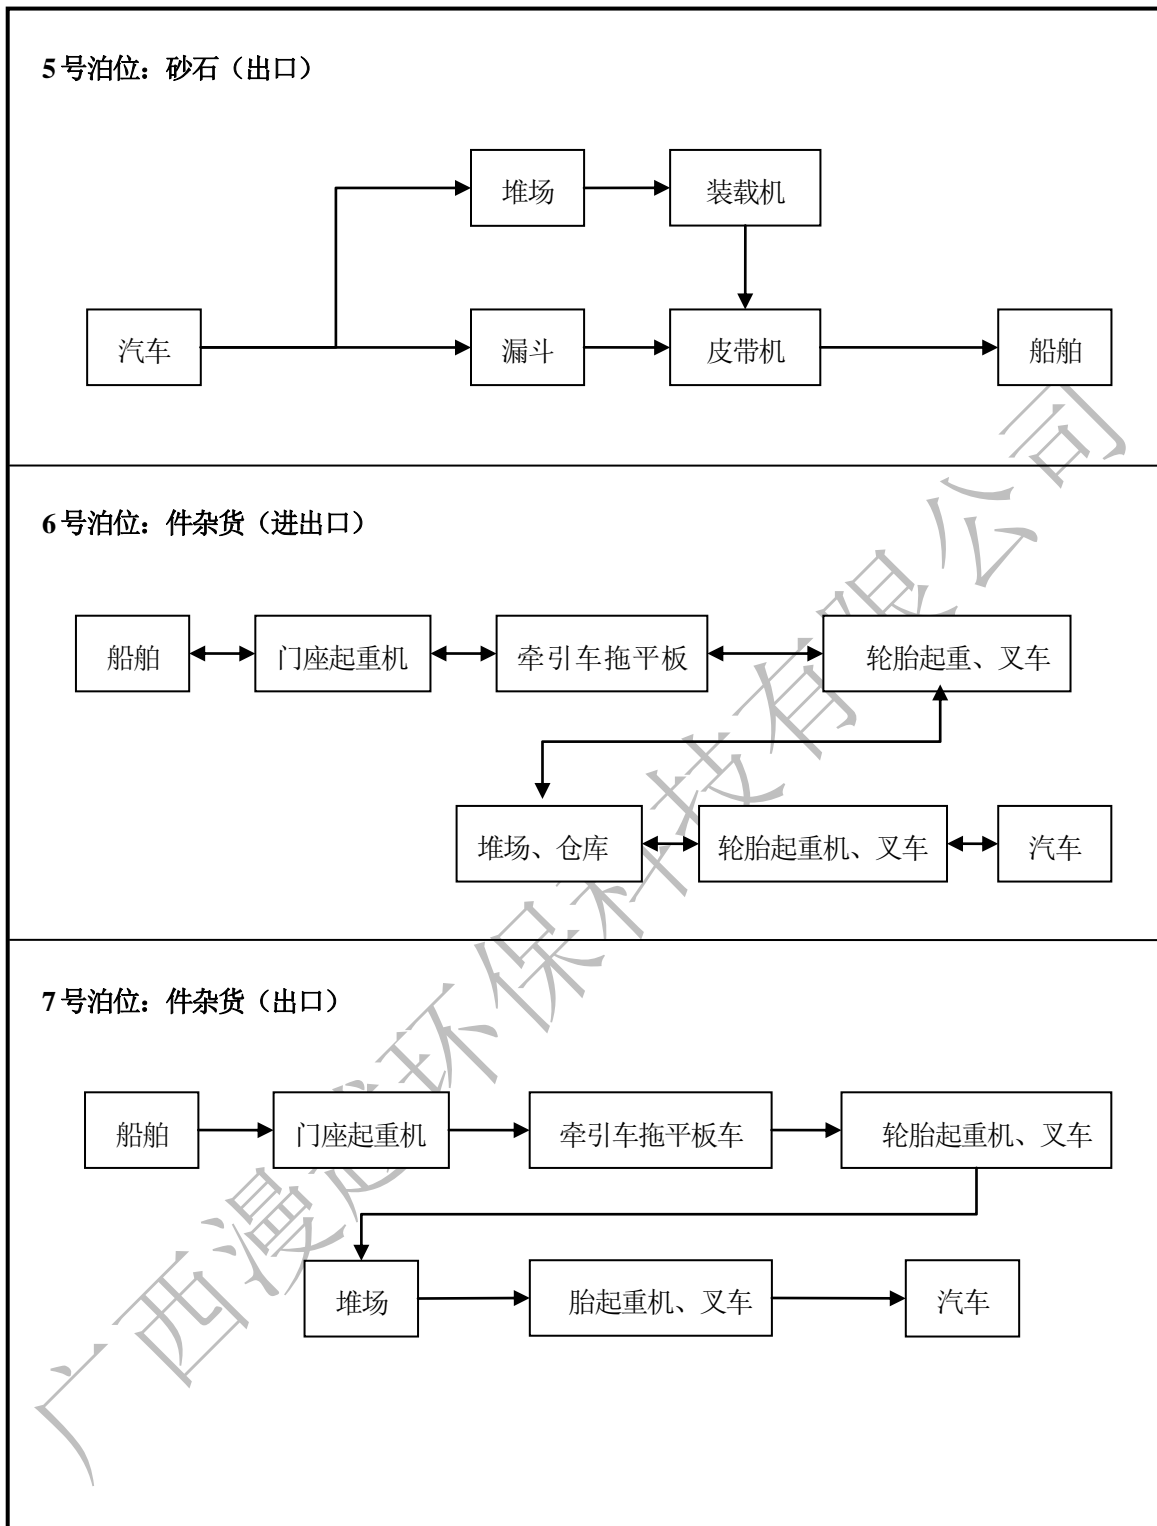 5号泊位：砂石（出口）
堆场 装载机
汽车 漏斗 皮带机 船舶
6号泊位：件杂货（进出口）
船舶 门座起重机 牵引车拖平板 轮胎起重、叉车
堆场、仓库 轮胎起重机、叉车 汽车
7号泊位：件杂货（出口）
船舶 门座起重机 牵引车拖平板车 轮胎起重机、叉车
堆场 胎起重机、叉车 汽车
广西漫越环保科技有限公司